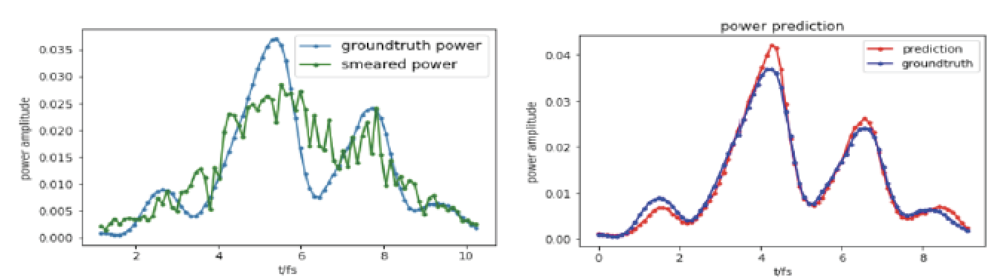 groundtruth power
smeared power
power amplitude
0.035
0.030
0.025
0.020
0.015
0.010
0.005
0.000
2 4 6 8 10
t/fs
power prediction
prediction
groundtruth
power amplitude
0.04
0.03
0.02
0.01
0.00
0 2 4 6 8
t/fs